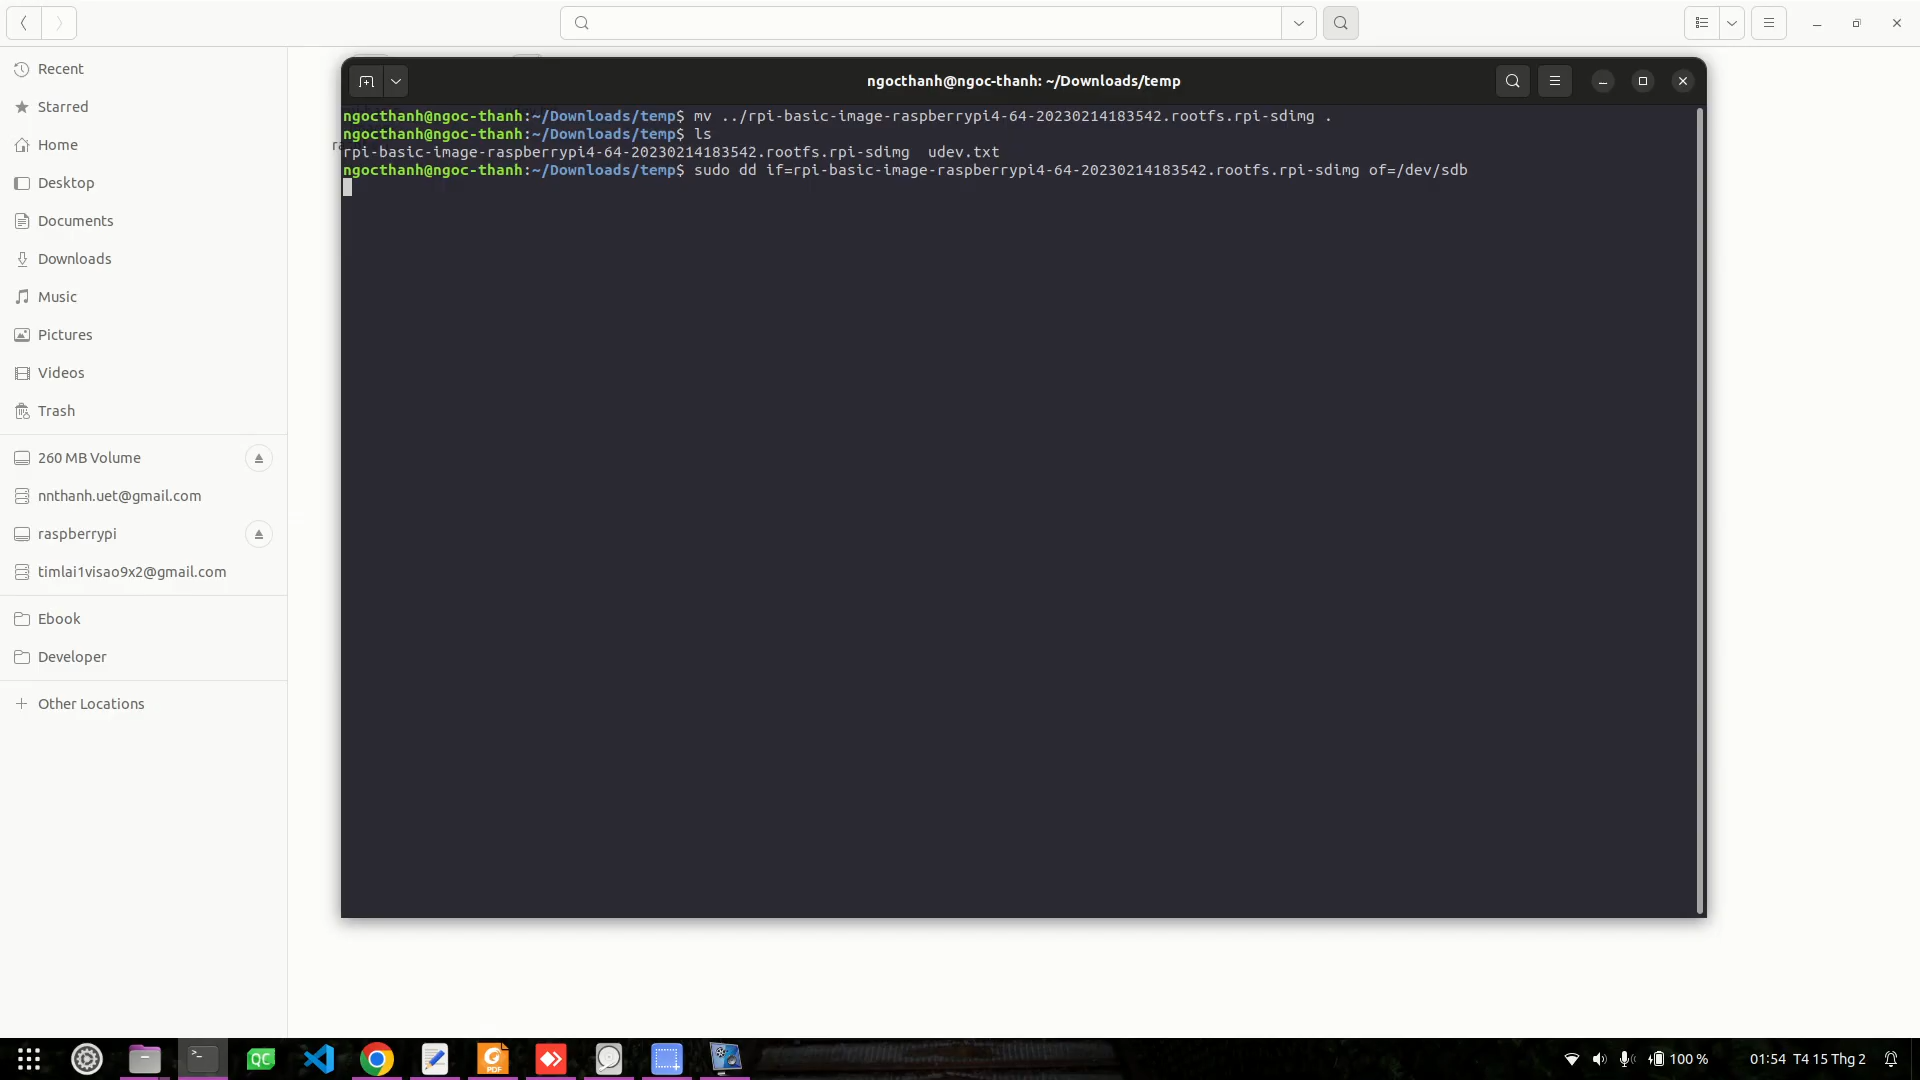 ngocthanh@ngoc-thanh: ~/Downloads/temp
ngocthanh@ngoc-thanh:~/Downloads/temp$ mv ../rpi-basic-image-raspberrypi4-64-20230214183542.rootfs.rpi-sdimg .
ngocthanh@ngoc-thanh:~/Downloads/temp$ ls
rpi-basic-image-raspberrypi4-64-20230214183542.rootfs.rpi-sdimg  udev.txt
ngocthanh@ngoc-thanh:~/Downloads/temp$ sudo dd if=rpi-basic-image-raspberrypi4-64-20230214183542.rootfs.rpi-sdimg of=/dev/sdb
Recent
Starred
Home
Desktop
Documents
Downloads
Music
Pictures
Videos
Trash
260 MB Volume
nnthanh.uet@gmail.com
raspberrypi
timlai1visao9x2@gmail.com
Ebook
Developer
Other Locations
QC
PDF
100 %
01:54 T4 15 Thg 2